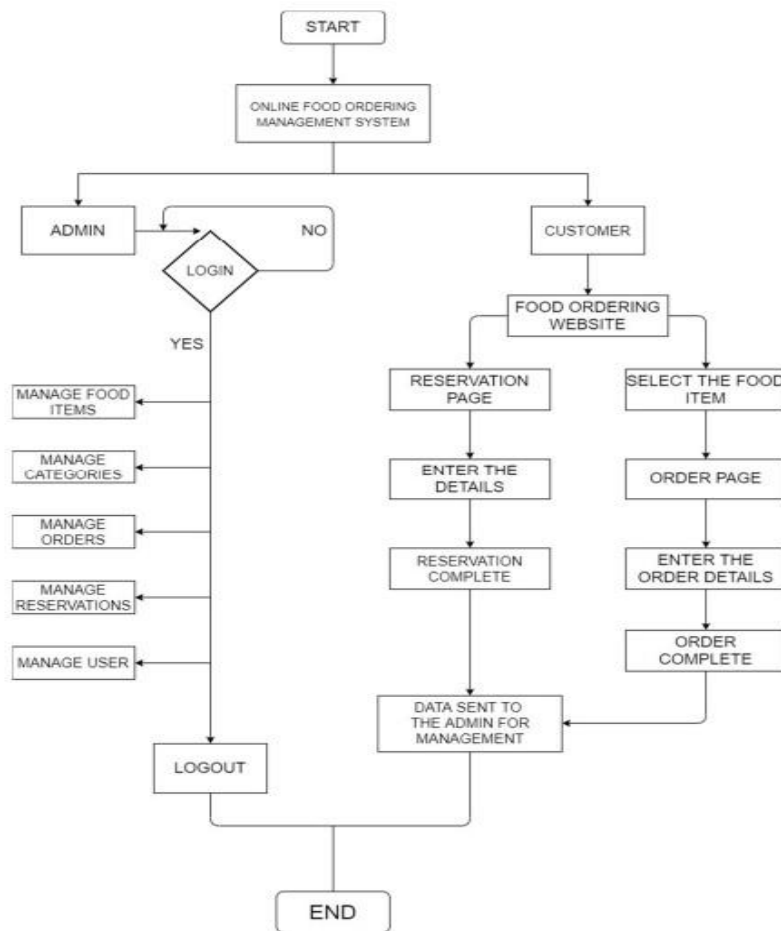 START
ONLINE FOOD ORDERING
MANAGEMENT SYSTEM
ADMIN
NO
CUSTOMER
LOGIN
FOOD ORDERING
WEBSITE
YES
RESERVATION
PAGE
SELECT THE FOOD
ITEM
MANAGE FOOD
ITEMS
MANAGE
CATEGORIES
ENTER THE
DETAILS
ORDER PAGE
MANAGE
ORDERS
RESERVATION
COMPLETE
ENTER THE
ORDER DETAILS
MANAGE
RESERVATIONS
MANAGE USER
ORDER
COMPLETE
DATA SENT TO
THE ADMIN FOR
MANAGEMENT
LOGOUT
END